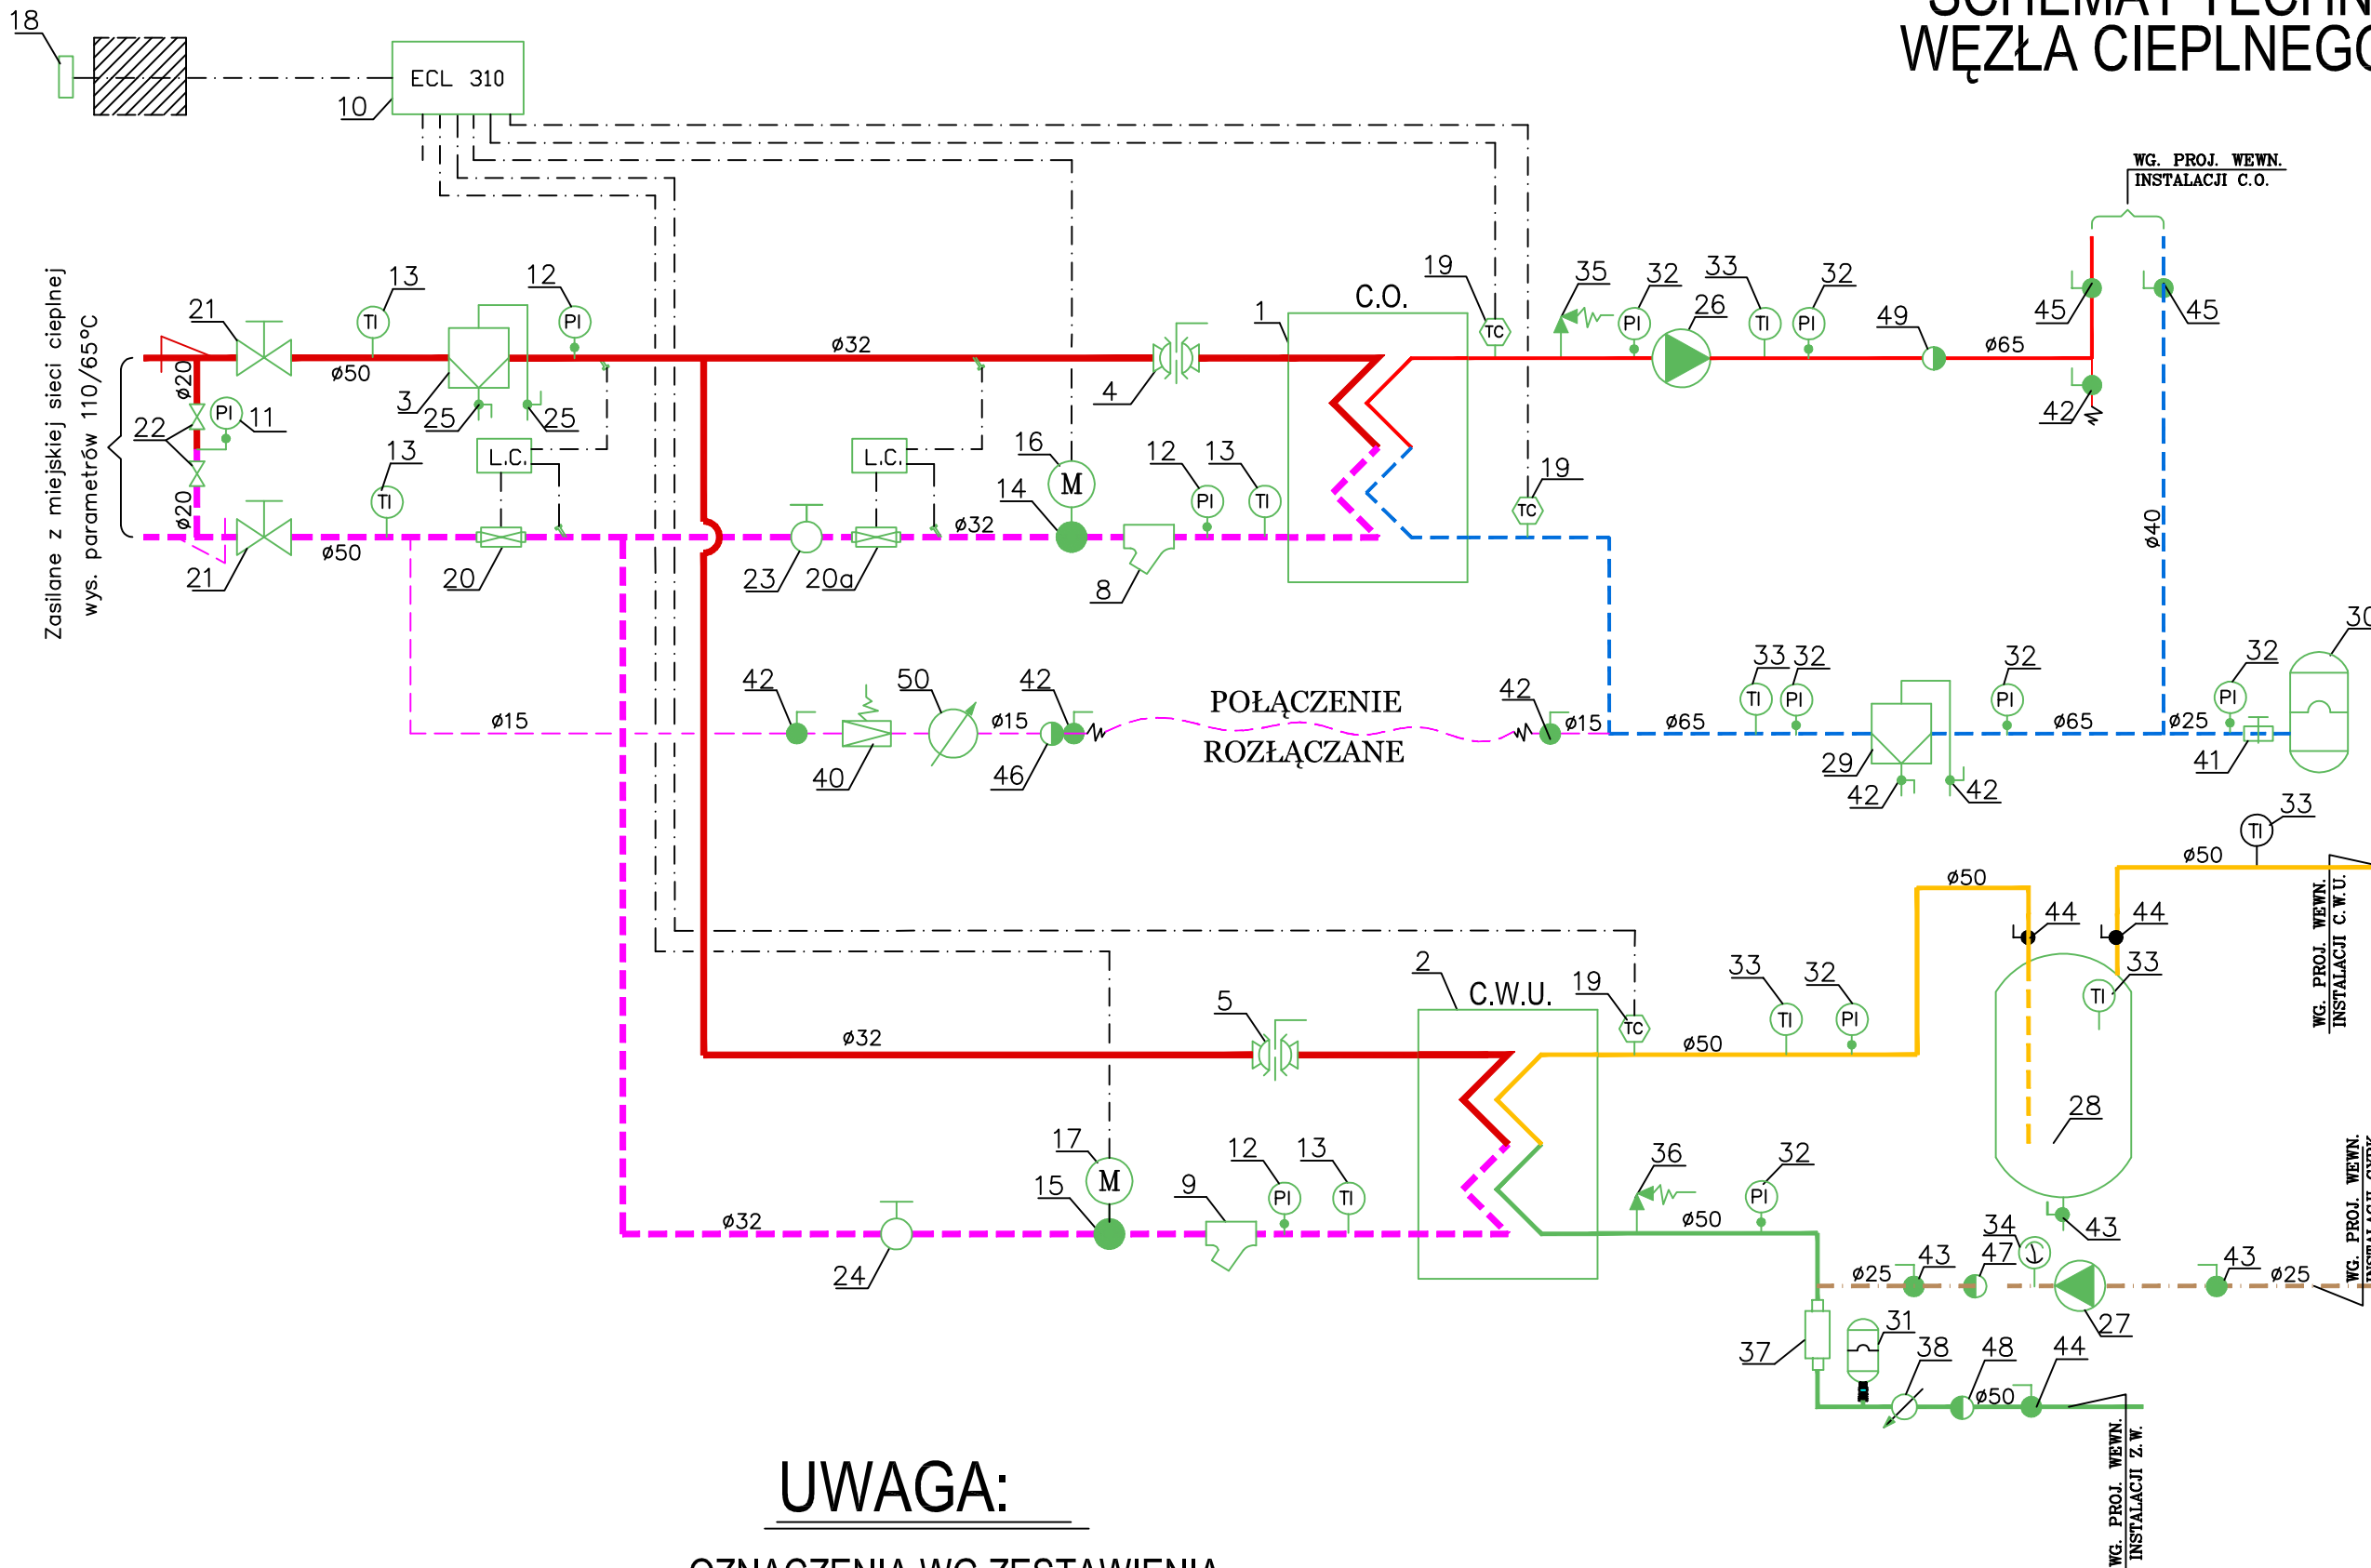 SCHEMAT TECHN
WĘZŁA CIEPLNEGO
18
ECL 310
10
WG. PROJ. WEWN.
INSTALACJI C.O.
Zasilane z miejskiej sieci cieplnej
wys. parametrów 110/65ºC
21
13
12
TI
PI
ø50
3
25
25
ø20
PI
11
22
ø20
13
TI
ø50
21
L.C.
20
ø32
L.C.
23
20a
ø32
16
M
14
4
12
13
PI
TI
8
1
C.O.
19
TC
35
32
PI
26
33
TI
32
PI
49
ø65
45
45
42
19
TC
ø40
ø15
42
40
50
ø15
42
46
POŁĄCZENIE
ROZŁĄCZANE
42
ø15
ø65
33
TI
32
PI
29
42
42
32
PI
ø65
ø25
32
PI
41
30
33
TI
ø50
ø50
44
44
33
TI
28
43
WG. PROJ. WEWN.
INSTALACJI C.W.U.
2
C.W.U.
19
TC
33
TI
32
PI
ø50
5
ø32
17
M
15
9
12
PI
13
TI
ø32
24
36
32
PI
ø50
ø25
43
47
34
27
43
ø25
WG. PROJ. WEWN.
37
31
38
48
ø50
44
WG. PROJ. WEWN.
INSTALACJI Z.W.
UWAGA:
OZNACZENIA WG ZESTAWIENIA